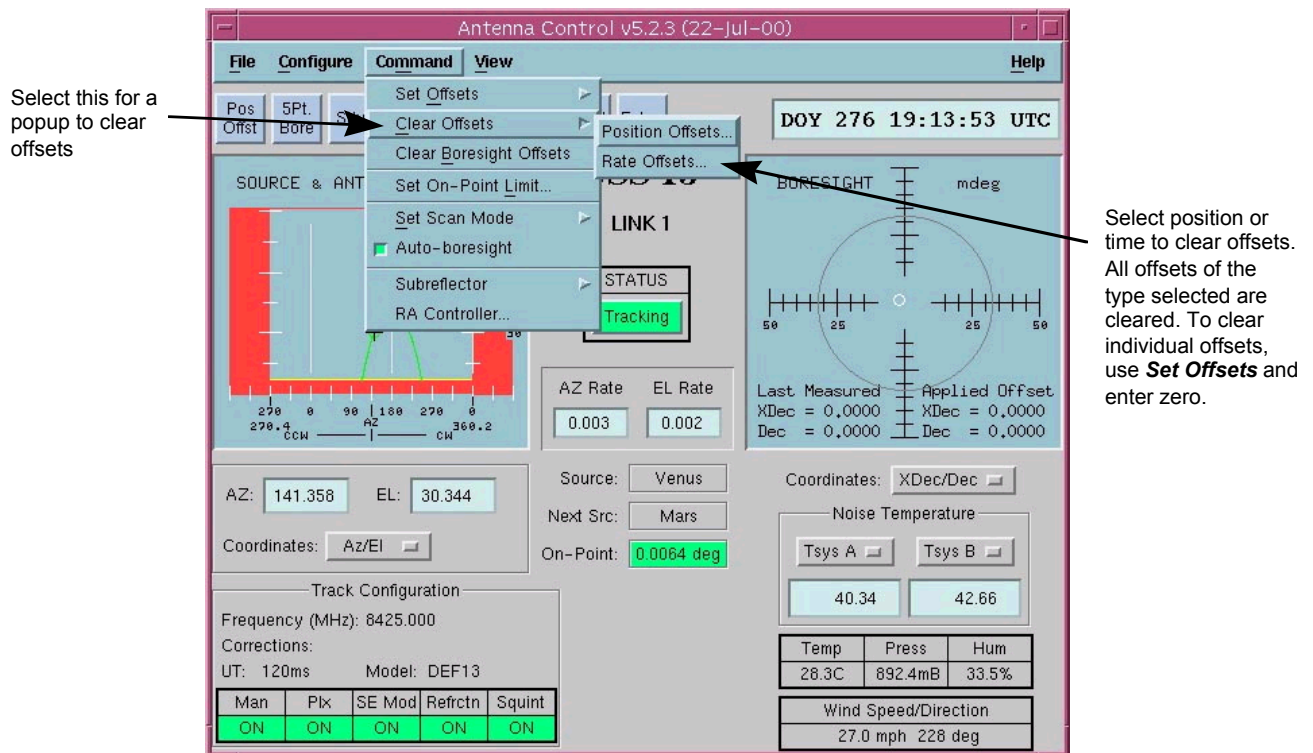 Antenna Control v5.2.3 (22-Jul-00)
File Configure Command View Help
Select this for a
popup to clear
offsets
Pos
Offst
5Pt.
Bore
Set Offsets
Clear Offsets
Clear Boresight Offsets
Set On-Point Limit...
Set Scan Mode
Auto-boresight
Subreflector
RA Controller...
Position Offsets...
Rate Offsets...
DOY 276 19:13:53 UTC
Select position or
time to clear offsets.
All offsets of the
type selected are
cleared. To clear
individual offsets,
use Set Offsets and
enter zero.
SOURCE & ANT
270 0 90 180 270 0
270.4 AZ 360.2
CCW CW
LINK 1
STATUS
Tracking
AZ Rate EL Rate
0.003 0.002
BORESIGHT mdeg
50 25 25 50
Last Measured Applied Offset
XDec = 0.0000 XDec = 0.0000
Dec = 0.0000 Dec = 0.0000
AZ: 141.358 EL: 30.344
Coordinates: Az/El
Source: Venus
Next Src: Mars
On-Point: 0.0064 deg
Coordinates: XDec/Dec
Noise Temperature
Tsys A Tsys B
40.34 42.66
Track Configuration
Frequency (MHz): 8425.000
Corrections:
UT: 120ms Model: DEF13
Man Plx SE Mod Refrctn Squint
ON ON ON ON ON
Temp Press Hum
28.3C 892.4mB 33.5%
Wind Speed/Direction
27.0 mph 228 deg